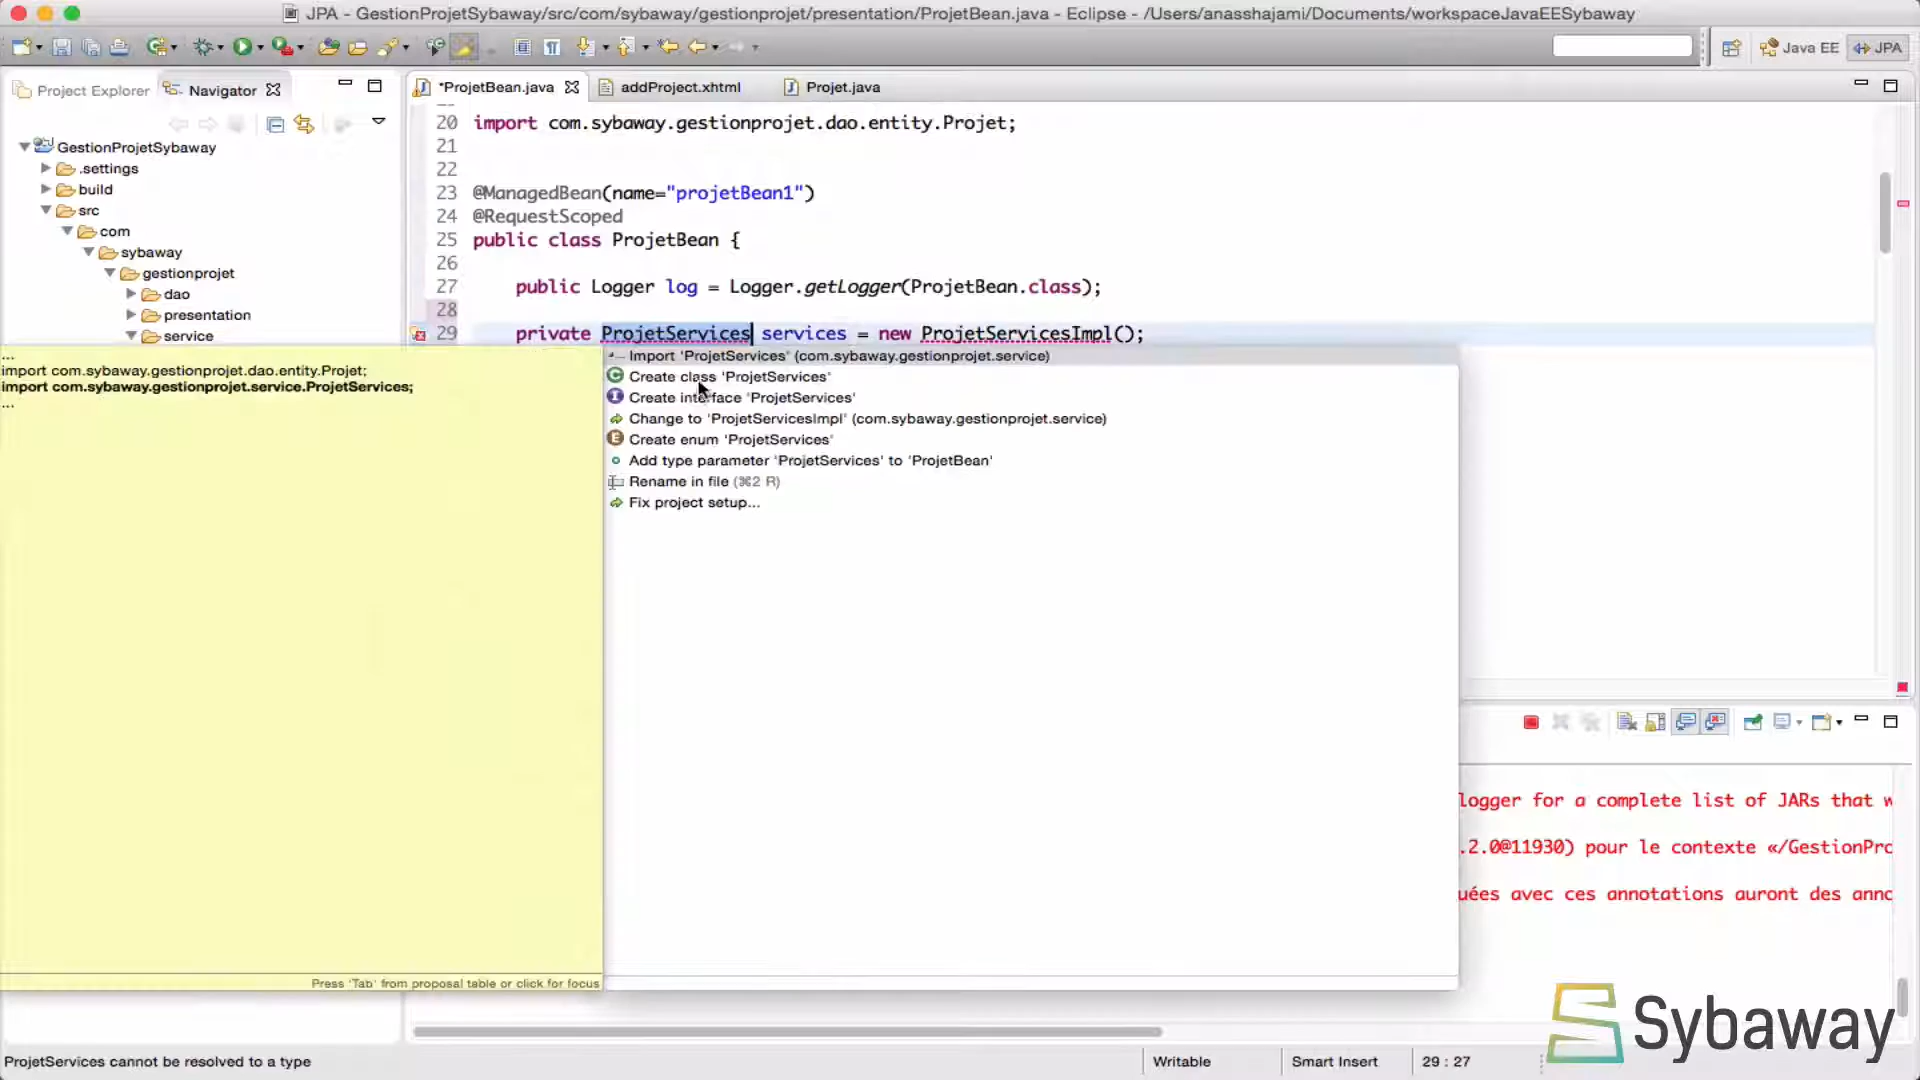 JPA - GestionProjetSybaway/src/com/sybaway/gestionprojet/presentation/ProjetBean.java - Eclipse - /Users/anasshajami/Documents/workspaceJavaEESybaway
Java EE
JPA
Project Explorer
Navigator
*ProjetBean.java
addProject.xhtml
Projet.java
GestionProjetSybaway
.settings
build
src
com
sybaway
gestionprojet
dao
presentation
service
20 import com.sybaway.gestionprojet.dao.entity.Projet;
21
22
23 @ManagedBean(name="projetBean1")
24 @RequestScoped
25 public class ProjetBean {
26
27 public Logger log = Logger.getLogger(ProjetBean.class);
28
29 private ProjetServices services = new ProjetServicesImpl();
...
import com.sybaway.gestionprojet.dao.entity.Projet;
import com.sybaway.gestionprojet.service.ProjetServices;
...
Press 'Tab' from proposal table or click for focus
Import 'ProjetServices' (com.sybaway.gestionprojet.service)
Create class 'ProjetServices'
Create interface 'ProjetServices'
Change to 'ProjetServicesImpl' (com.sybaway.gestionprojet.service)
Create enum 'ProjetServices'
Add type parameter 'ProjetServices' to 'ProjetBean'
Rename in file (⌘2 R)
Fix project setup...
logger for a complete list of JARs that w
.2.0@11930) pour le contexte «/GestionPro
uées avec ces annotations auront des anno
Sybaway
ProjetServices cannot be resolved to a type
Writable
Smart Insert
29 : 27